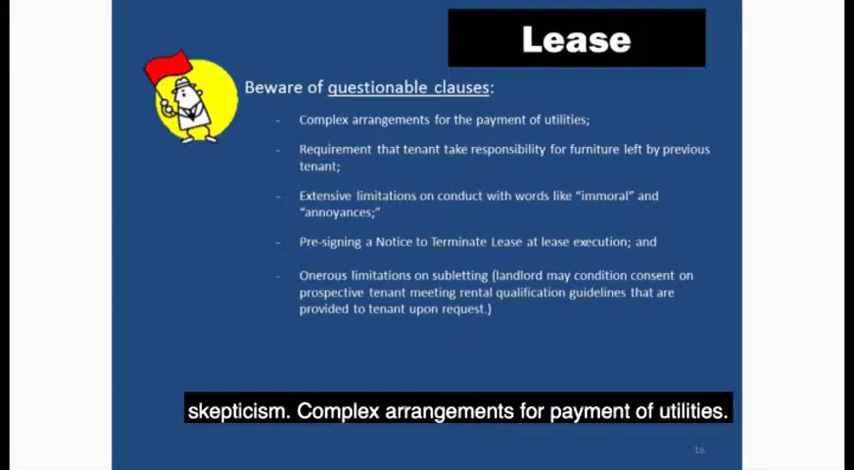 Lease
Beware of questionable clauses:
- Complex arrangements for the payment of utilities;
- Requirement that tenant take responsibility for furniture left by previous
tenant;
- Extensive limitations on conduct with words like “immoral” and
“annoyances;”
- Pre-signing a Notice to Terminate Lease at lease execution; and
- Onerous limitations on subletting (landlord may condition consent on
prospective tenant meeting rental qualification guidelines that are
provided to tenant upon request.)
skepticism. Complex arrangements for payment of utilities.
16